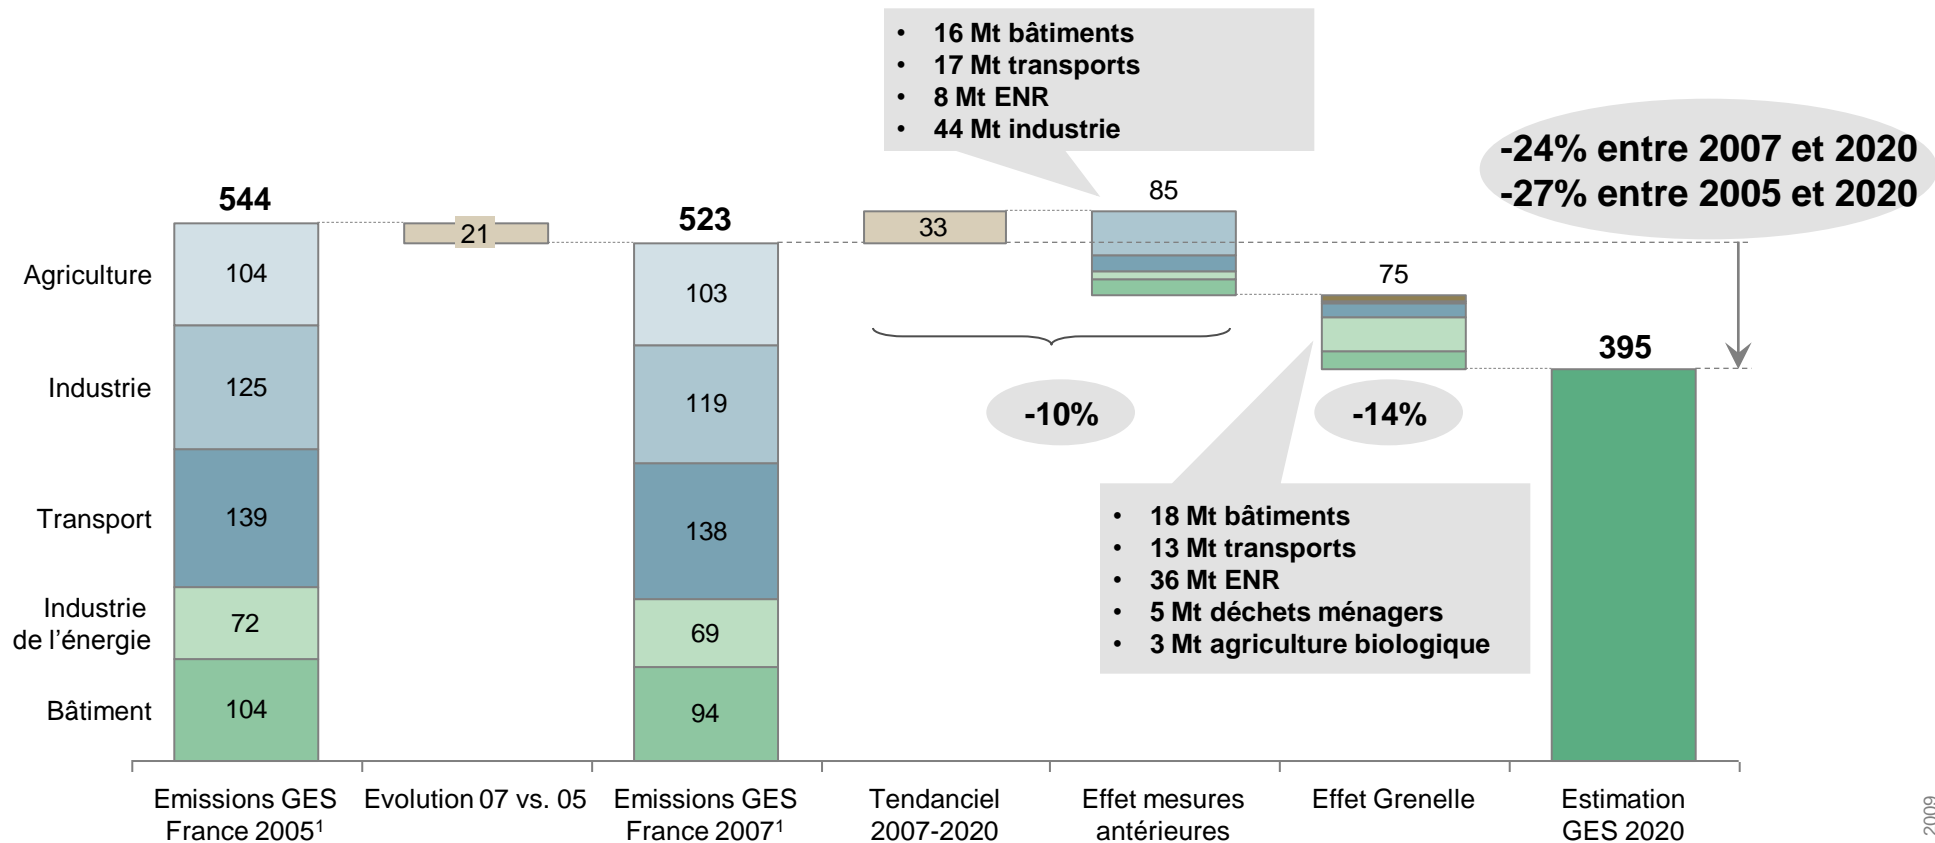 • 16 Mt bâtiments
• 17 Mt transports
• 8 Mt ENR
• 44 Mt industrie
-24% entre 2007 et 2020
-27% entre 2005 et 2020
544
21
523
33
85
75
395
Agriculture
104
103
Industrie
125
119
Transport
139
138
Industrie
de l'énergie
72
69
Bâtiment
104
94
-10%
-14%
• 18 Mt bâtiments
• 13 Mt transports
• 36 Mt ENR
• 5 Mt déchets ménagers
• 3 Mt agriculture biologique
Emissions GES
France 2005¹
Evolution 07 vs. 05
Emissions GES
France 2007¹
Tendanciel
2007-2020
Effet mesures
antérieures
Effet Grenelle
Estimation
GES 2020
2009